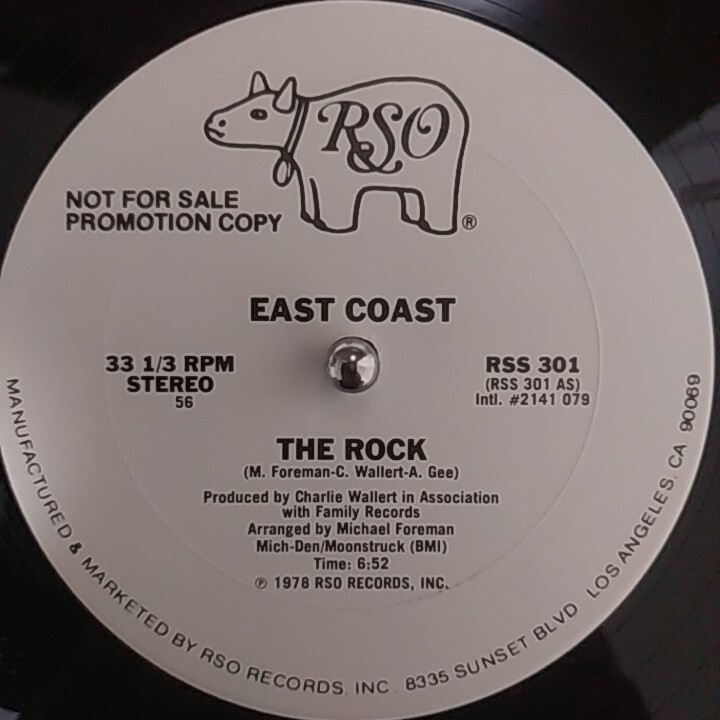 RSO
®
NOT FOR SALE
PROMOTION COPY
EAST COAST
33 1/3 RPM
STEREO
56
RSS 301
(RSS 301 AS)
Intl. #2141 079
THE ROCK
(M. Foreman-C. Wallert-A. Gee)
Produced by Charlie Wallert in Association
with Family Records
Arranged by Michael Foreman
Mich-Den/Moonstruck (BMI)
Time: 6:52
℗ 1978 RSO RECORDS, INC.
MANUFACTURED & MARKETED BY RSO RECORDS, INC. 8335 SUNSET BLVD LOS ANGELES, CA 90069